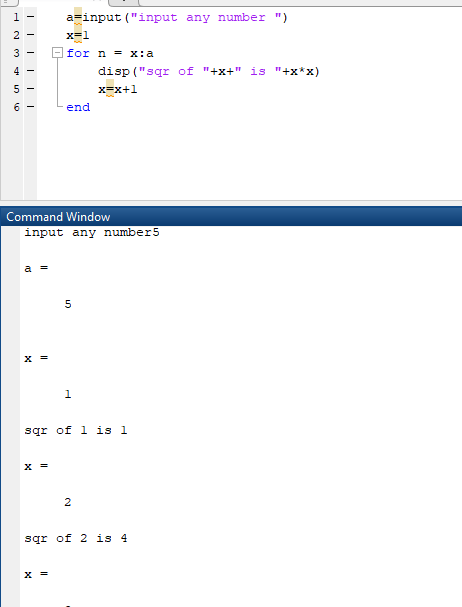 1 - a=input("input any number ")
2 - x=1
3 - for n = x:a
4 - disp("sqr of "+x+" is "+x*x)
5 - x=x+1
6 - end
Command Window
input any number5
a =
5
x =
1
sqr of 1 is 1
x =
2
sqr of 2 is 4
x =